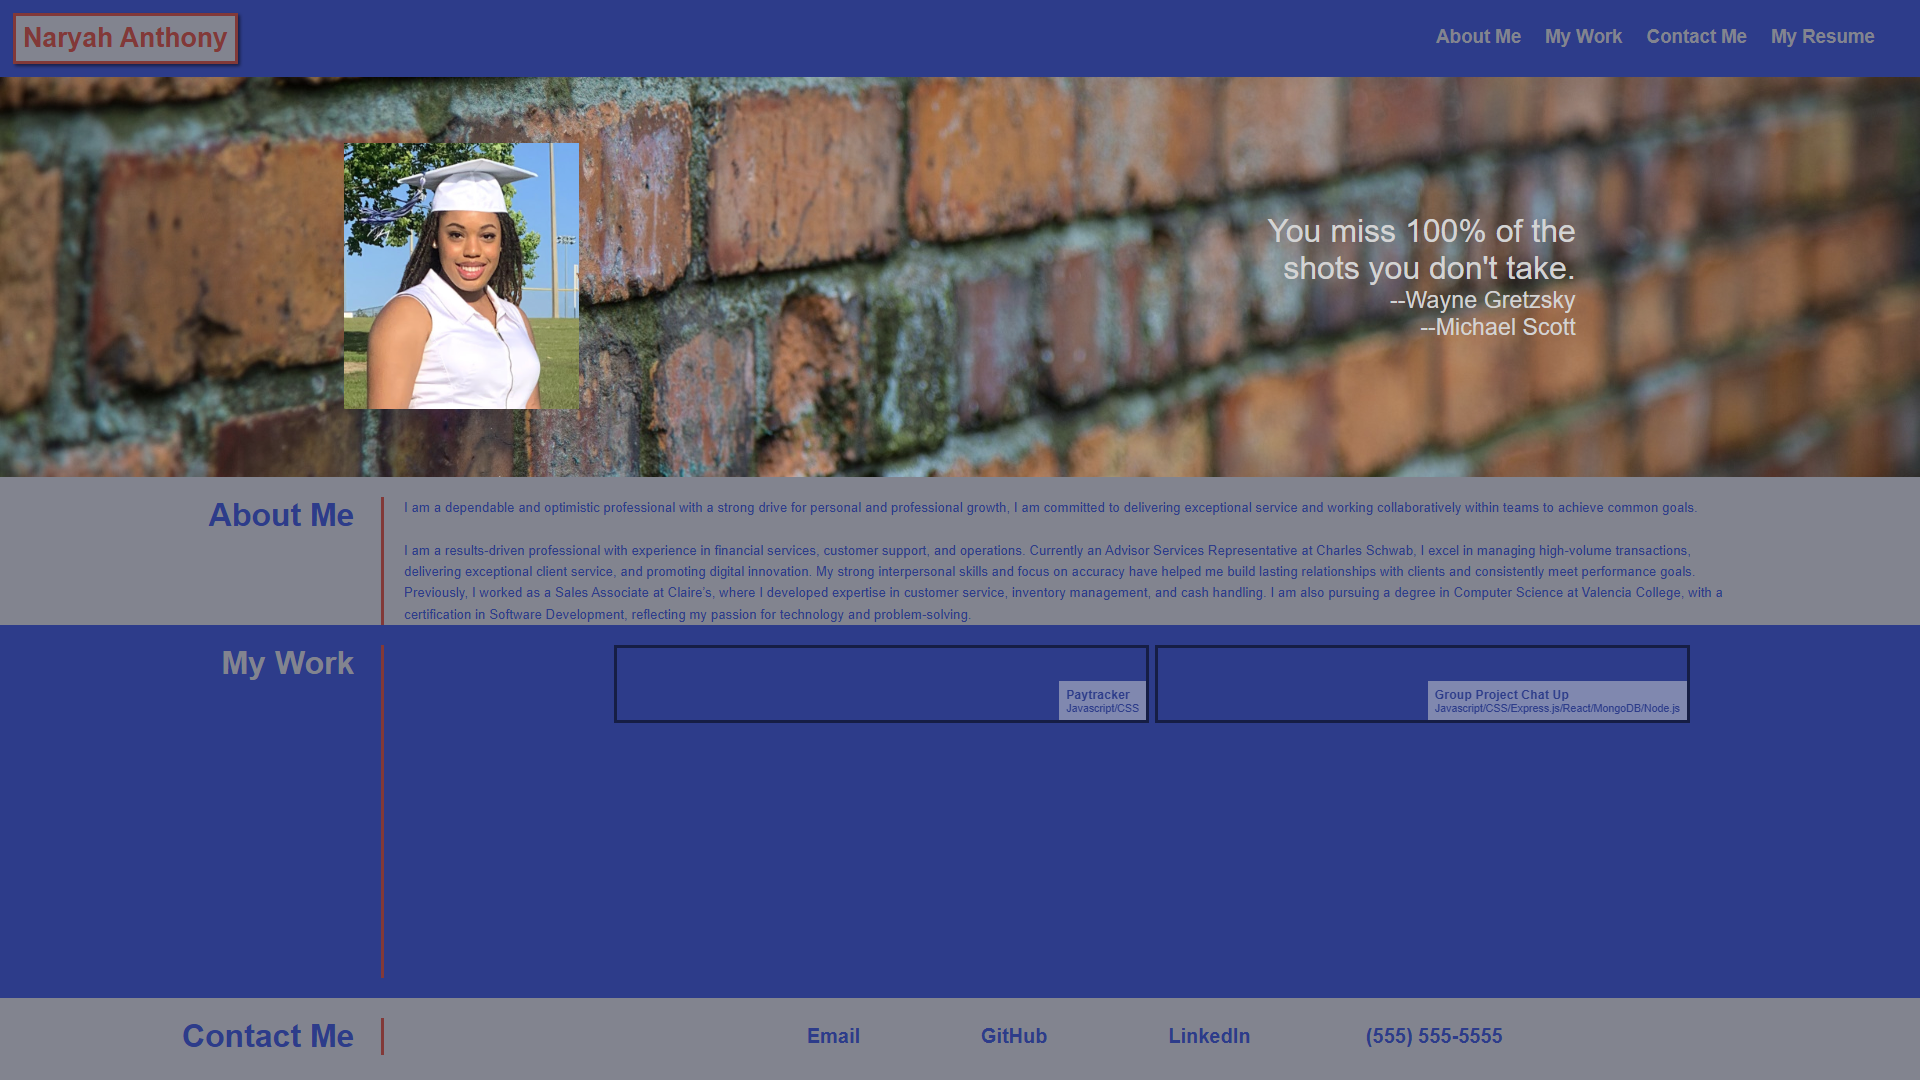 Naryah Anthony
About Me
My Work
Contact Me
My Resume
You miss 100% of the
shots you don't take.
--Wayne Gretzsky
--Michael Scott
About Me
I am a dependable and optimistic professional with a strong drive for personal and professional growth, I am committed to delivering exceptional service and working collaboratively within teams to achieve common goals.
I am a results-driven professional with experience in financial services, customer support, and operations. Currently an Advisor Services Representative at Charles Schwab, I excel in managing high-volume transactions,
delivering exceptional client service, and promoting digital innovation. My strong interpersonal skills and focus on accuracy have helped me build lasting relationships with clients and consistently meet performance goals.
Previously, I worked as a Sales Associate at Claire's, where I developed expertise in customer service, inventory management, and cash handling. I am also pursuing a degree in Computer Science at Valencia College, with a
certification in Software Development, reflecting my passion for technology and problem-solving.
My Work
Paytracker
Javascript/CSS
Group Project Chat Up
Javascript/CSS/Express.js/React/MongoDB/Node.js
Contact Me
Email
GitHub
LinkedIn
(555) 555-5555